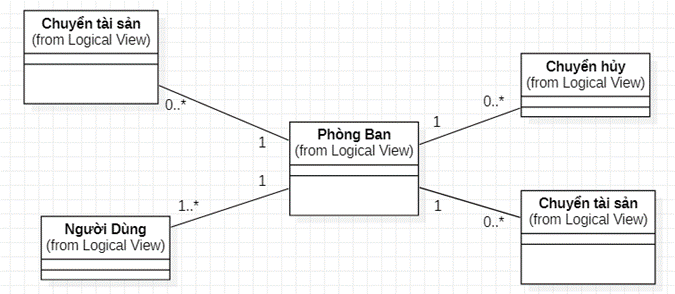 Chuyển tài sản
(from Logical View)
0..*
1
Phòng Ban
(from Logical View)
Chuyển hủy
(from Logical View)
0..*
1
Người Dùng
(from Logical View)
1..*
1
Chuyển tài sản
(from Logical View)
0..*
1